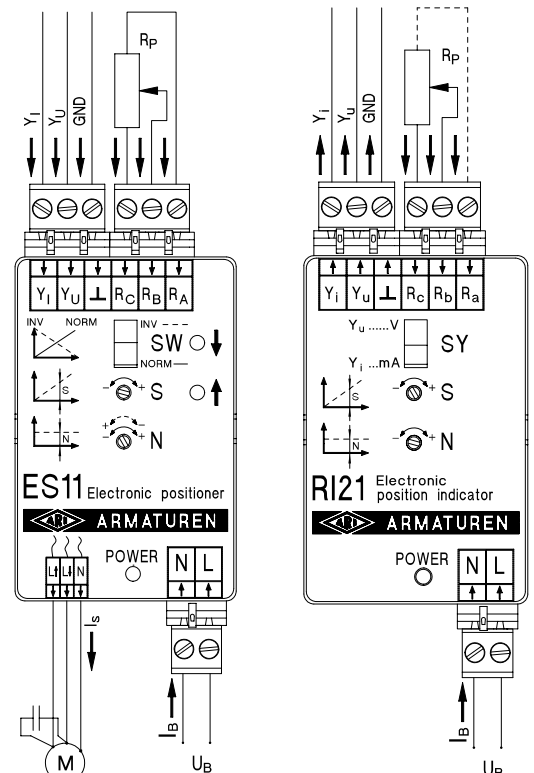 R_P
Y_I Y_U GND
Y_I Y_U ⊥ R_C R_B R_A
INV NORM
INV ----
SW
NORM —
S
S
N
N
ES11 Electronic positioner
ARI ARMATUREN
POWER
N L
L L N
I_S
I_B
M
U_B
R_P
Y_i Y_u GND
Y_i Y_u ⊥ R_c R_b R_a
Y_u ......V
SY
Y_i ...mA
S
S
N
N
RI21 Electronic
position indicator
ARI ARMATUREN
POWER
N L
I_B
U_B